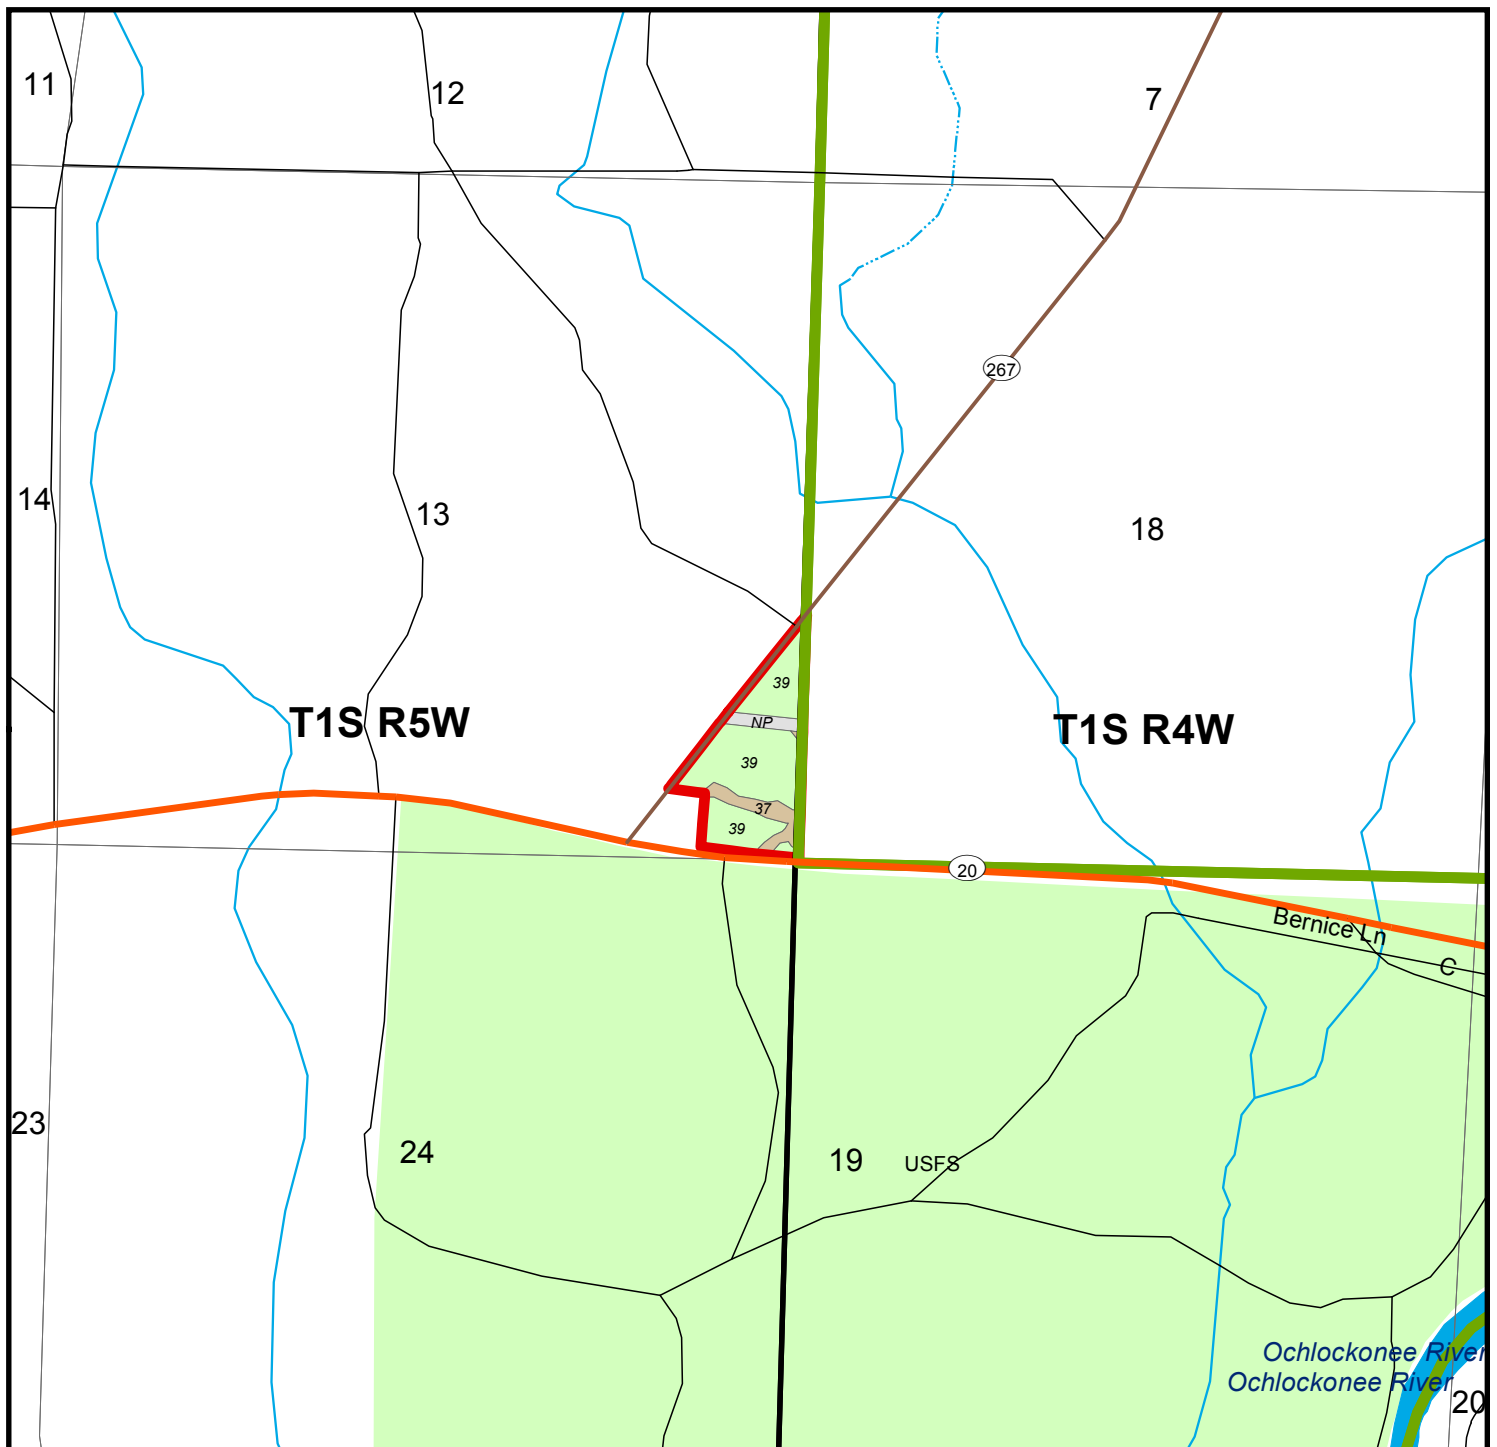 11
12
7
267
14
13
18
39
NP
T1S R5W
T1S R4W
39
37
39
20
Bernice Ln
C
23
24
19
USFS
Ochlockonee River
Ochlockonee River
20